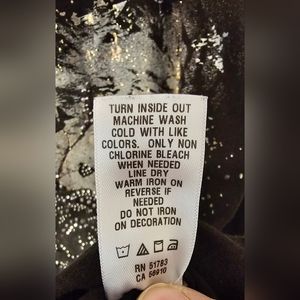 TURN INSIDE OUT
MACHINE WASH
COLD WITH LIKE
COLORS. ONLY NON
CHLORINE BLEACH
WHEN NEEDED
LINE DRY
WARM IRON ON
REVERSE IF
NEEDED
DO NOT IRON
ON DECORATION
RN 51783
CA 58910